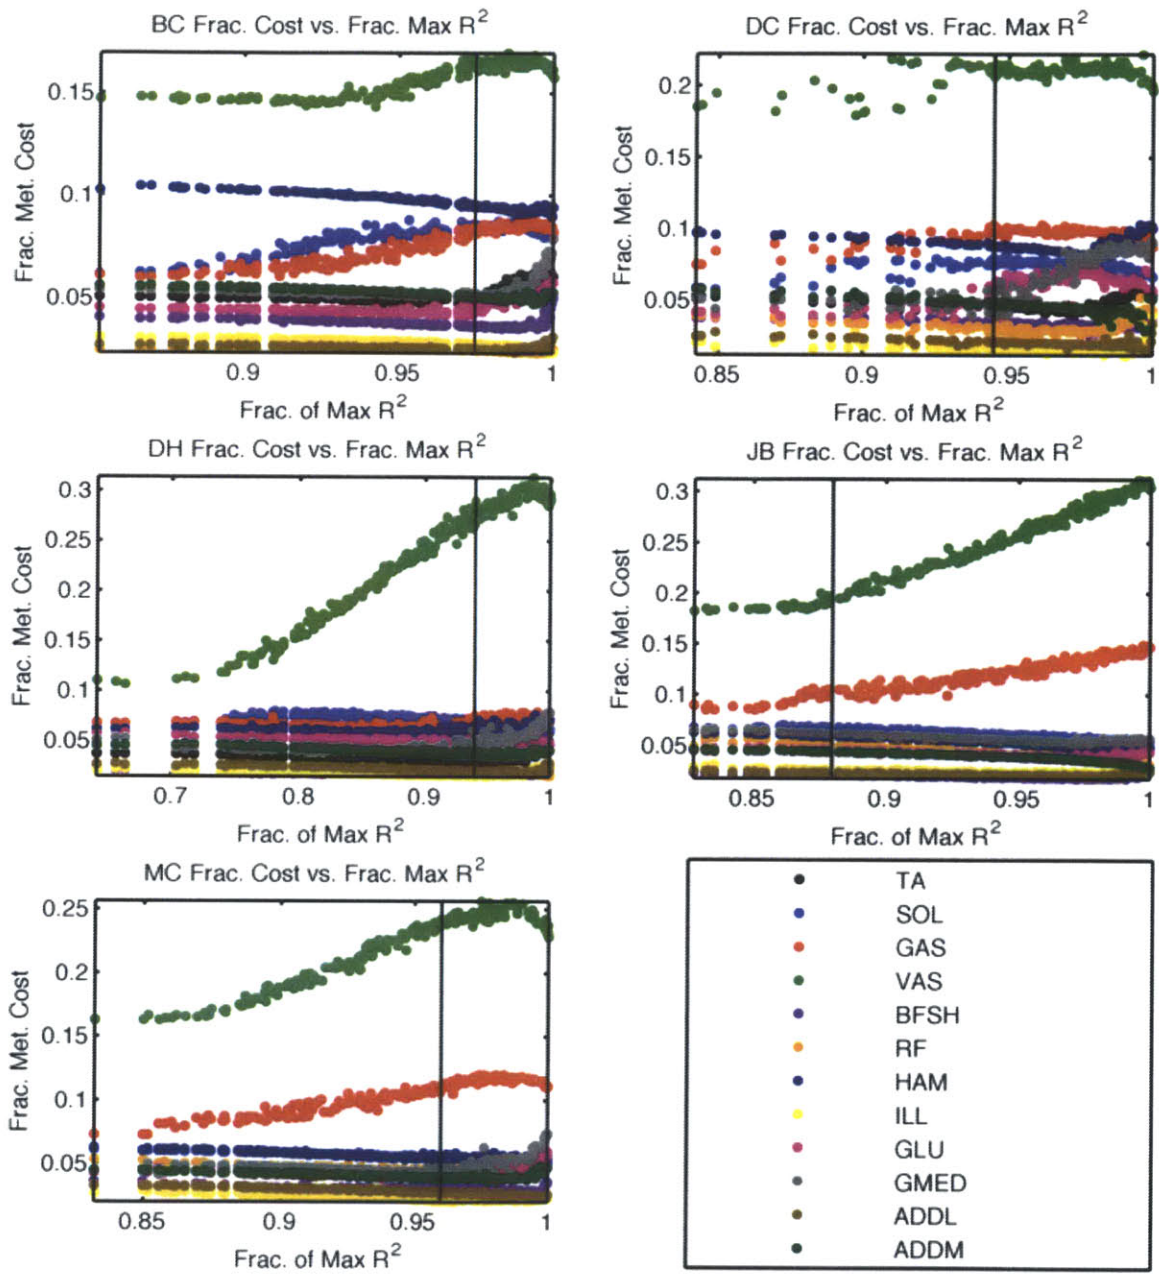 BC Frac. Cost vs. Frac. Max R²
Frac. Met. Cost
0.15
0.1
0.05
0.9
0.95
1
Frac. of Max R²
DC Frac. Cost vs. Frac. Max R²
Frac. Met. Cost
0.2
0.15
0.1
0.05
0.85
0.9
0.95
1
Frac. of Max R²
DH Frac. Cost vs. Frac. Max R²
Frac. Met. Cost
0.3
0.25
0.2
0.15
0.1
0.05
0.7
0.8
0.9
1
Frac. of Max R²
JB Frac. Cost vs. Frac. Max R²
Frac. Met. Cost
0.3
0.25
0.2
0.15
0.1
0.05
0.85
0.9
0.95
1
Frac. of Max R²
MC Frac. Cost vs. Frac. Max R²
Frac. Met. Cost
0.25
0.2
0.15
0.1
0.05
0.85
0.9
0.95
1
Frac. of Max R²
TA
SOL
GAS
VAS
BFSH
RF
HAM
ILL
GLU
GMED
ADDL
ADDM